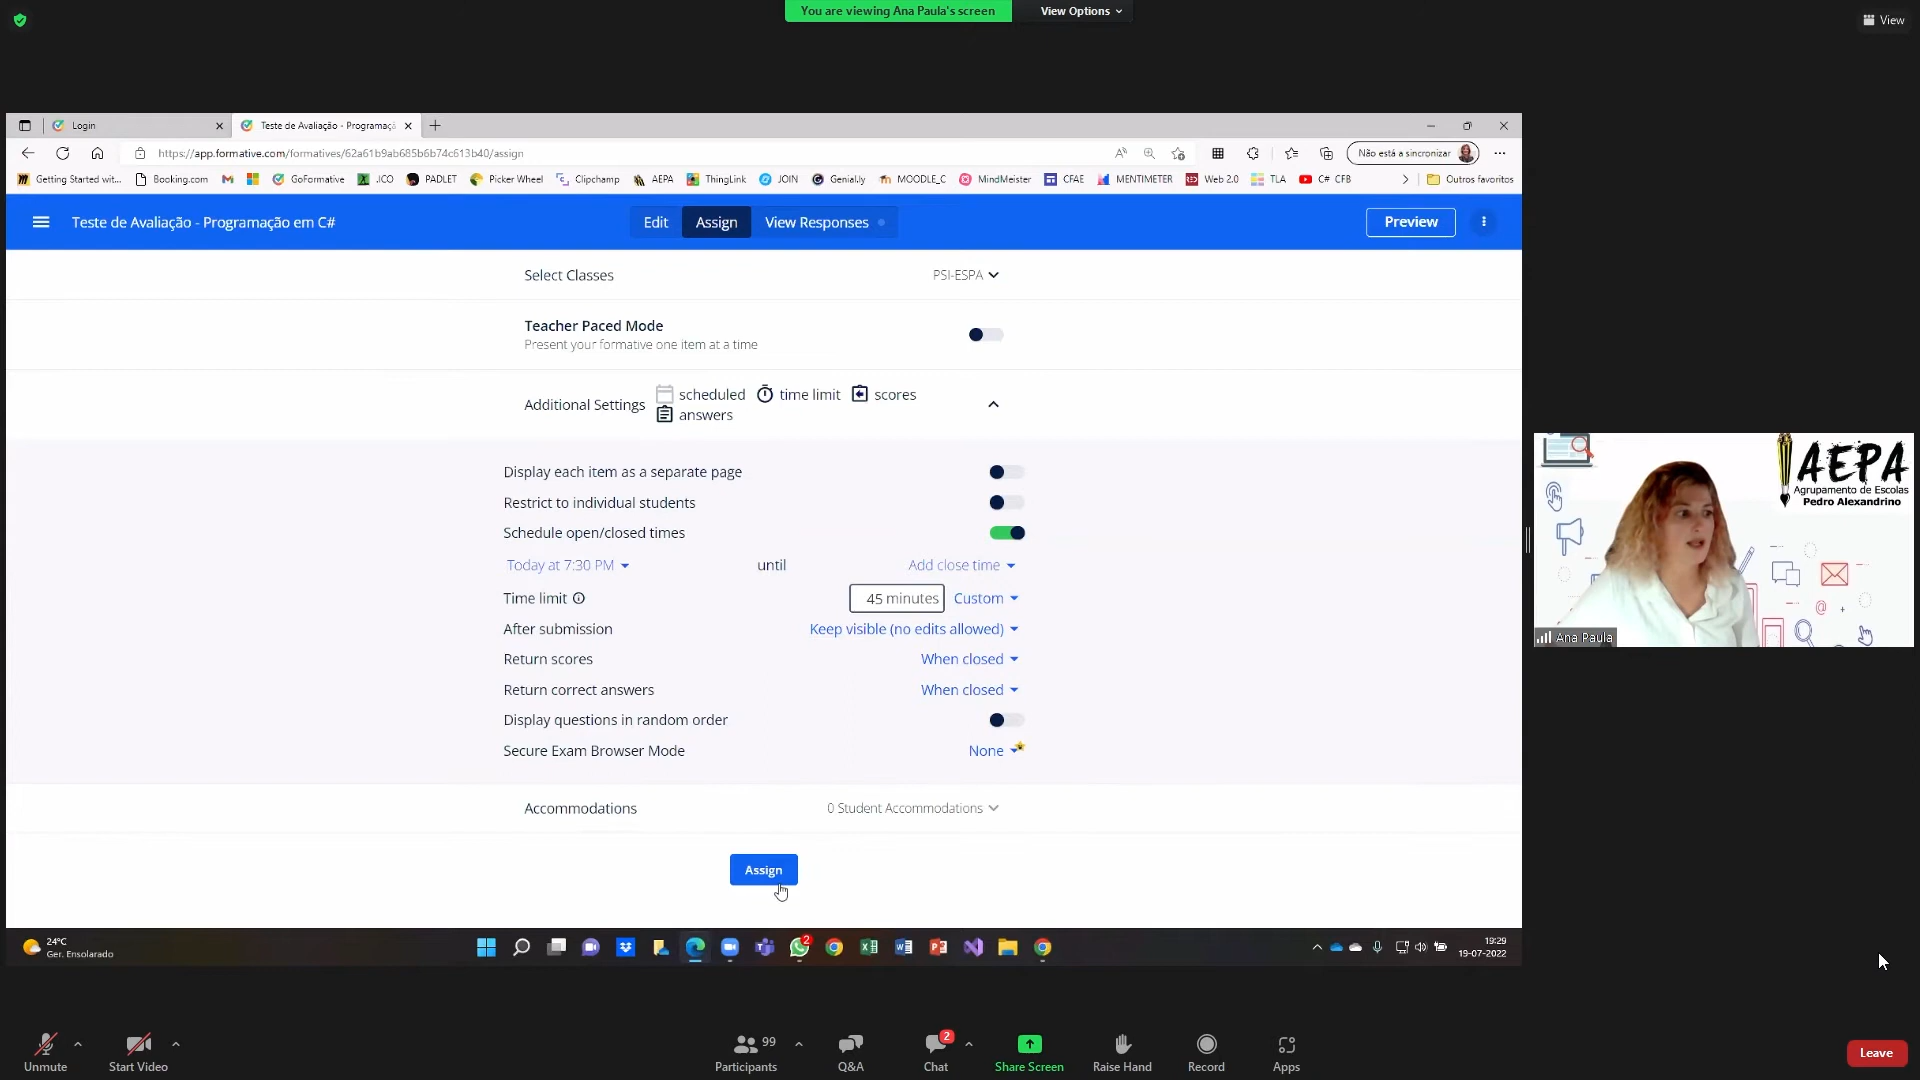 You are viewing Ana Paula's screen
View Options
View
Login
Teste de Avaliação - Programaçã
https://app.formative.com/formatives/62a61b9ab685b6b74c613b40/assign
Não está a sincronizar
Getting Started wit...
Booking.com
GoFormative
.ICO
PADLET
Picker Wheel
Clipchamp
AEPA
ThingLink
JOIN
Genial.ly
MOODLE_C
MindMeister
CFAE
MENTIMETER
Web 2.0
TLA
C# CFB
Outros favoritos
Teste de Avaliação - Programação em C#
Edit
Assign
View Responses
Preview
Select Classes
PSI-ESPA
Teacher Paced Mode
Present your formative one item at a time
Additional Settings
scheduled
time limit
scores
answers
Display each item as a separate page
Restrict to individual students
Schedule open/closed times
Today at 7:30 PM
until
Add close time
Time limit
45 minutes
Custom
After submission
Keep visible (no edits allowed)
Return scores
When closed
Return correct answers
When closed
Display questions in random order
Secure Exam Browser Mode
None
Accommodations
0 Student Accommodations
Assign
AEPA
Agrupamento de Escolas
Pedro Alexandrino
Ana Paula
24°C
Ger. Ensolarado
2
19:29
19-07-2022
Unmute
Start Video
99
Participants
Q&A
2
Chat
Share Screen
Raise Hand
Record
Apps
Leave